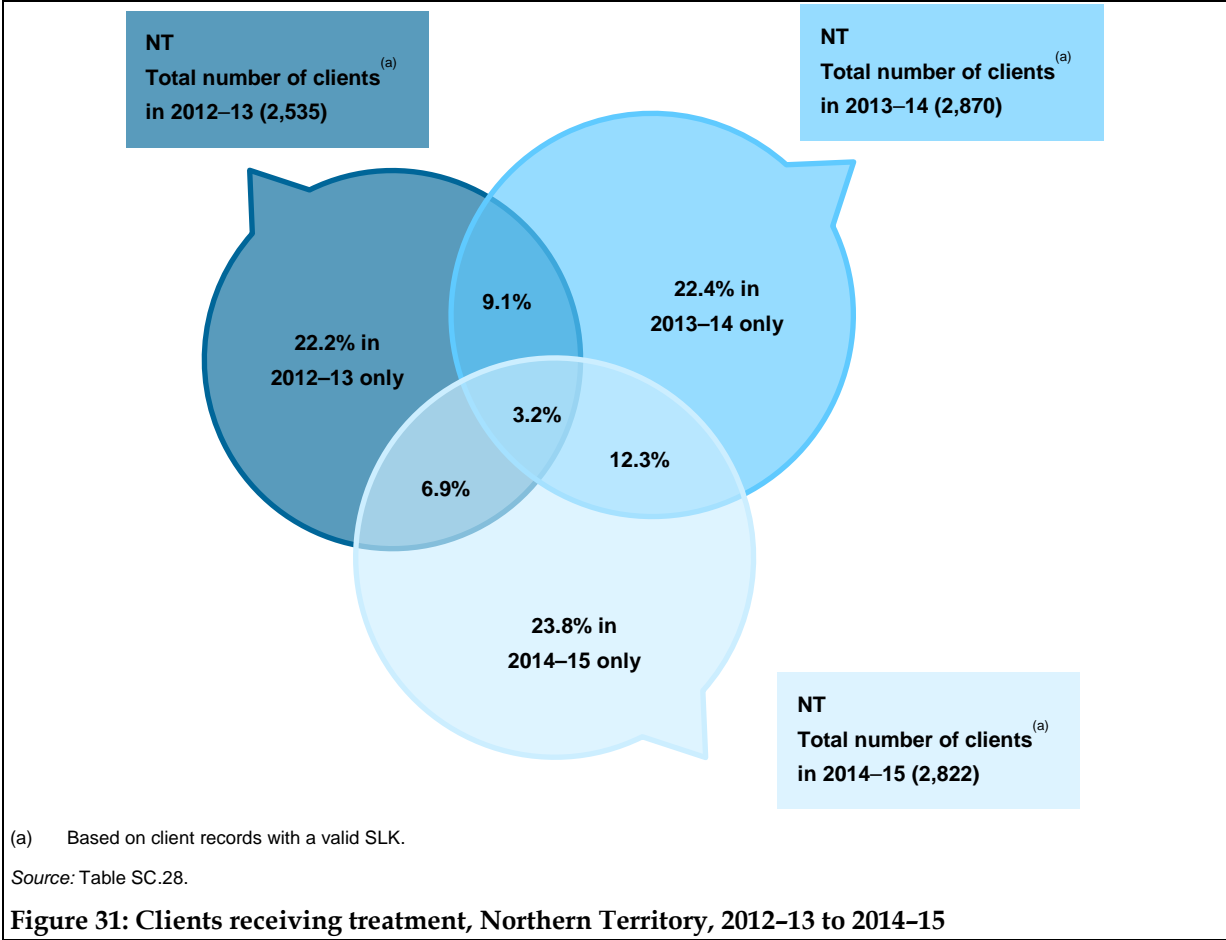 NT
Total number of clients(a)
in 2012–13 (2,535)
NT
Total number of clients(a)
in 2013–14 (2,870)
9.1%
22.4% in
2013–14 only
22.2% in
2012–13 only
3.2%
12.3%
6.9%
23.8% in
2014–15 only
NT
Total number of clients(a)
in 2014–15 (2,822)
(a) Based on client records with a valid SLK.
Source: Table SC.28.
Figure 31: Clients receiving treatment, Northern Territory, 2012–13 to 2014–15